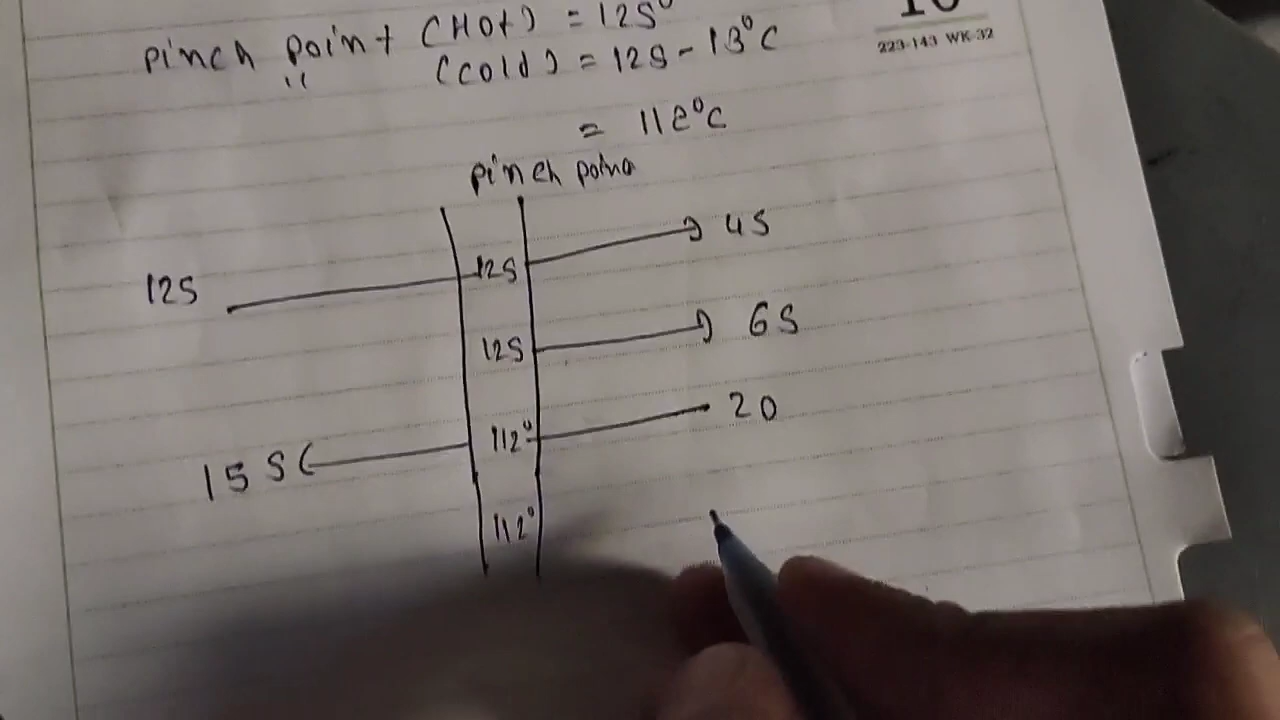 pinch point (Hot) = 125°
" (cold) = 125 - 13°C
= 112°C
223-143 WK-32
pinch point
125 125 45
125 65
155 112° 20
112°